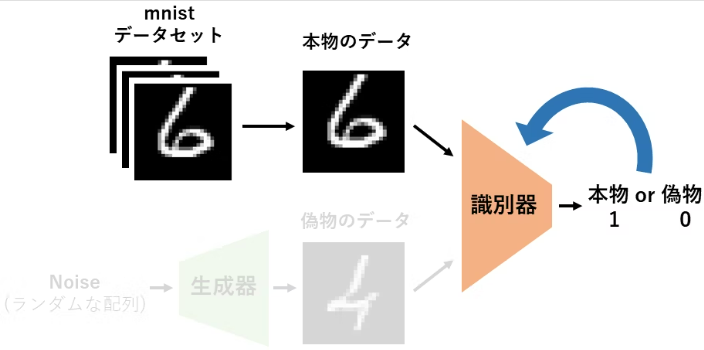 mnist
データセット
本物のデータ
識別器
本物 or 偽物
1 0
偽物のデータ
Noise
(ランダムな配列)
生成器